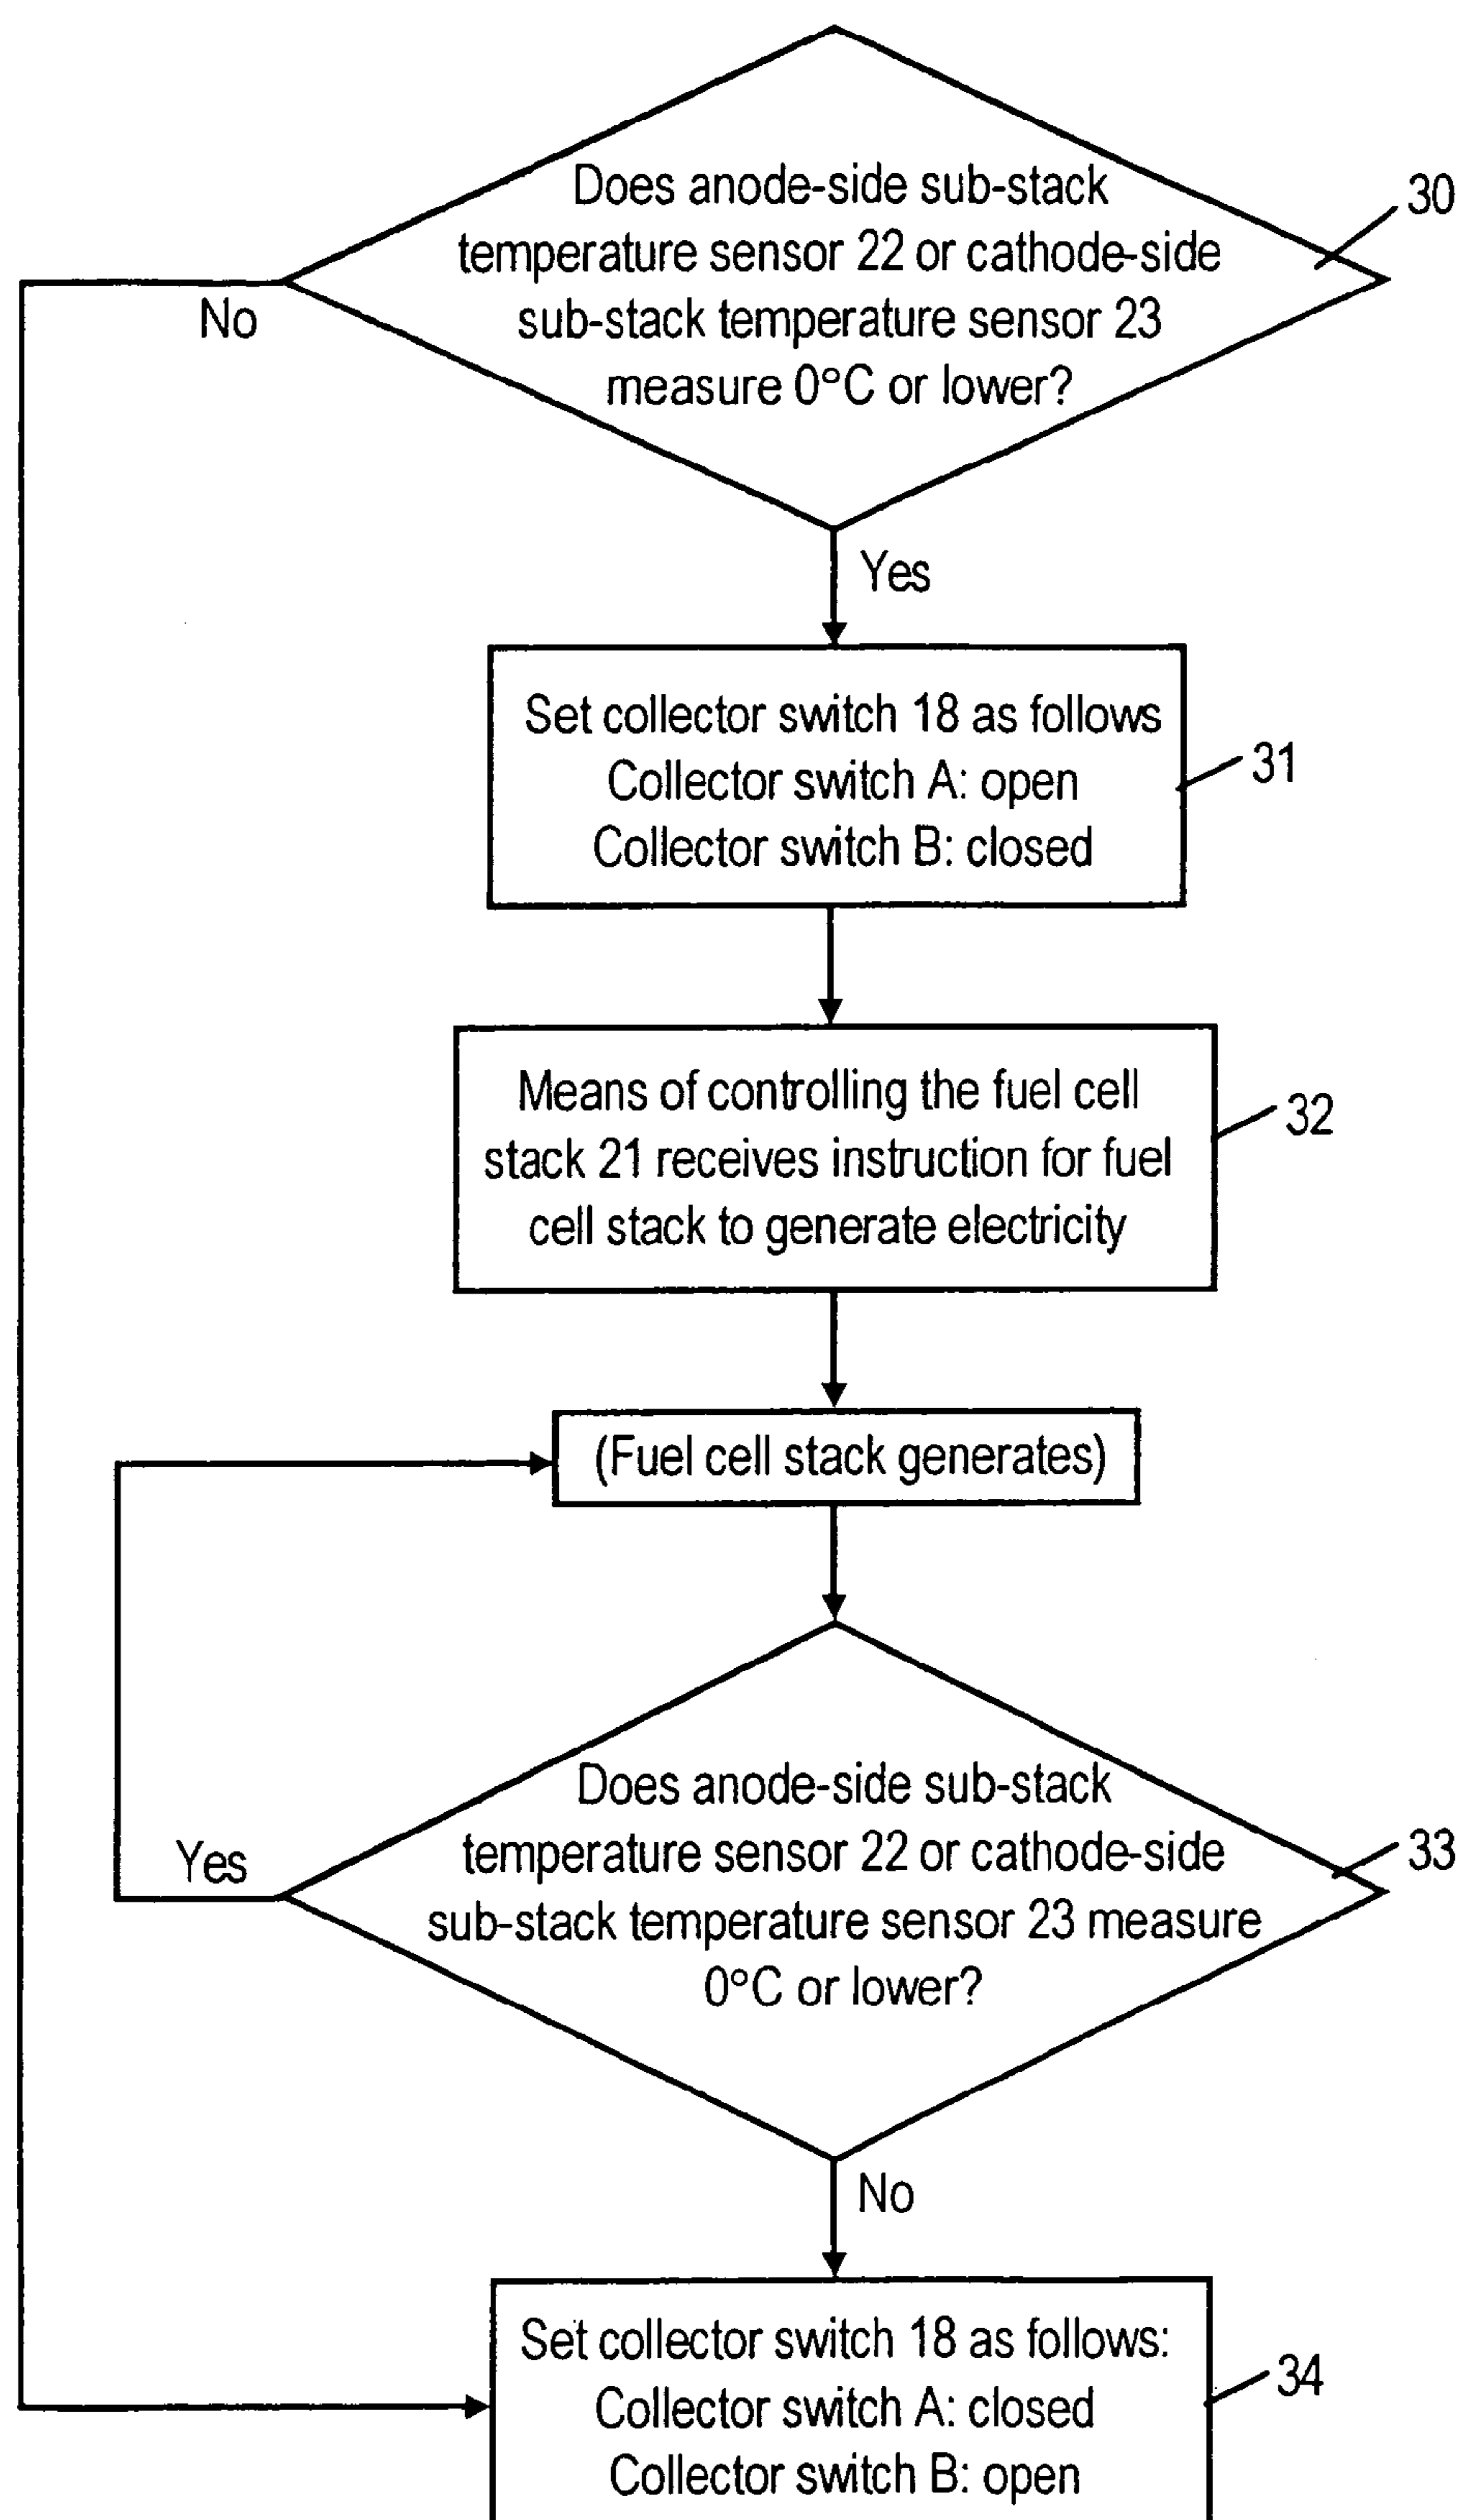 Does anode-side sub-stack
temperature sensor 22 or cathode-side
sub-stack temperature sensor 23
measure 0°C or lower?
30
No
Yes
Set collector switch 18 as follows
Collector switch A: open
Collector switch B: closed
31
Means of controlling the fuel cell
stack 21 receives instruction for fuel
cell stack to generate electricity
32
(Fuel cell stack generates)
Does anode-side sub-stack
temperature sensor 22 or cathode-side
sub-stack temperature sensor 23 measure
0°C or lower?
33
Yes
No
Set collector switch 18 as follows:
Collector switch A: closed
Collector switch B: open
34